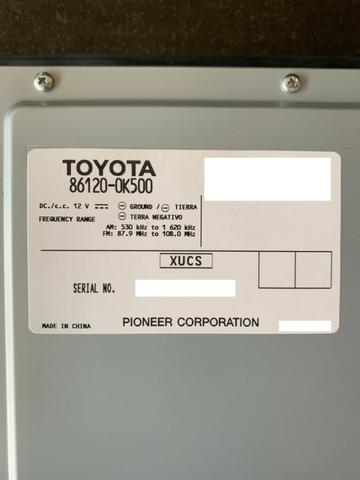 TOYOTA
86120-0K500
DC./c.c. 12 V ⎓ ⊖ GROUND / ⊖ TIERRA
⊖ TERRA NEGATIVO
FREQUENCY RANGE
AM: 530 kHz to 1 620 kHz
FM: 87.9 MHz to 108.0 MHz
XUCS
SERIAL NO.
MADE IN CHINA PIONEER CORPORATION